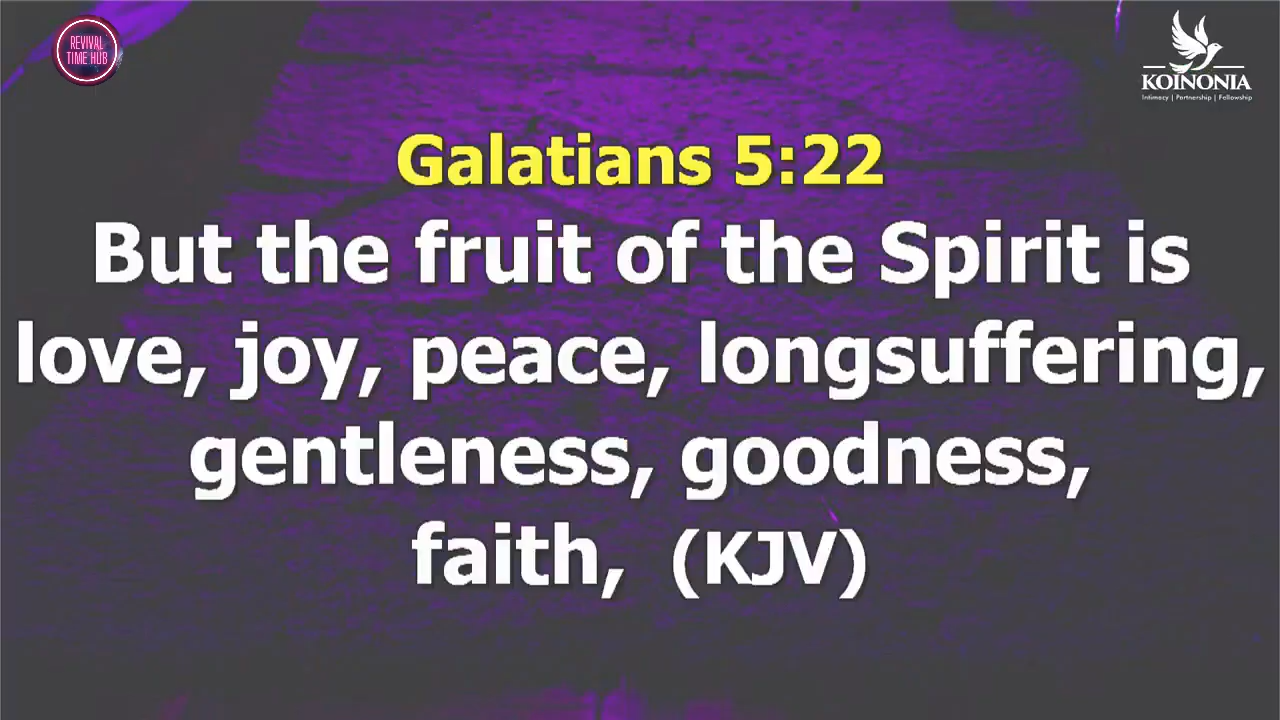 REVIVAL
TIME HUB
KOINONIA
Intimacy | Partnership | Fellowship
Galatians 5:22
But the fruit of the Spirit is
love, joy, peace, longsuffering,
gentleness, goodness,
faith, (KJV)